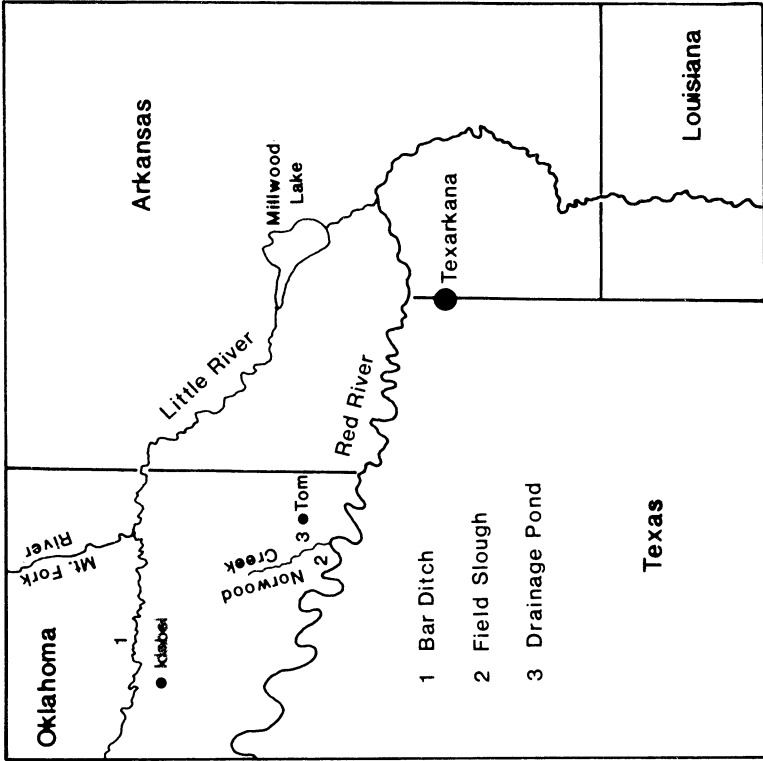 Oklahoma
Arkansas
Louisiana
Texas
Mt. Fork
River
Little River
Millwood
Lake
Red River
Norwood
Creek
Idabel
Tom
Texarkana
1
2
3
1 Bar Ditch
2 Field Slough
3 Drainage Pond